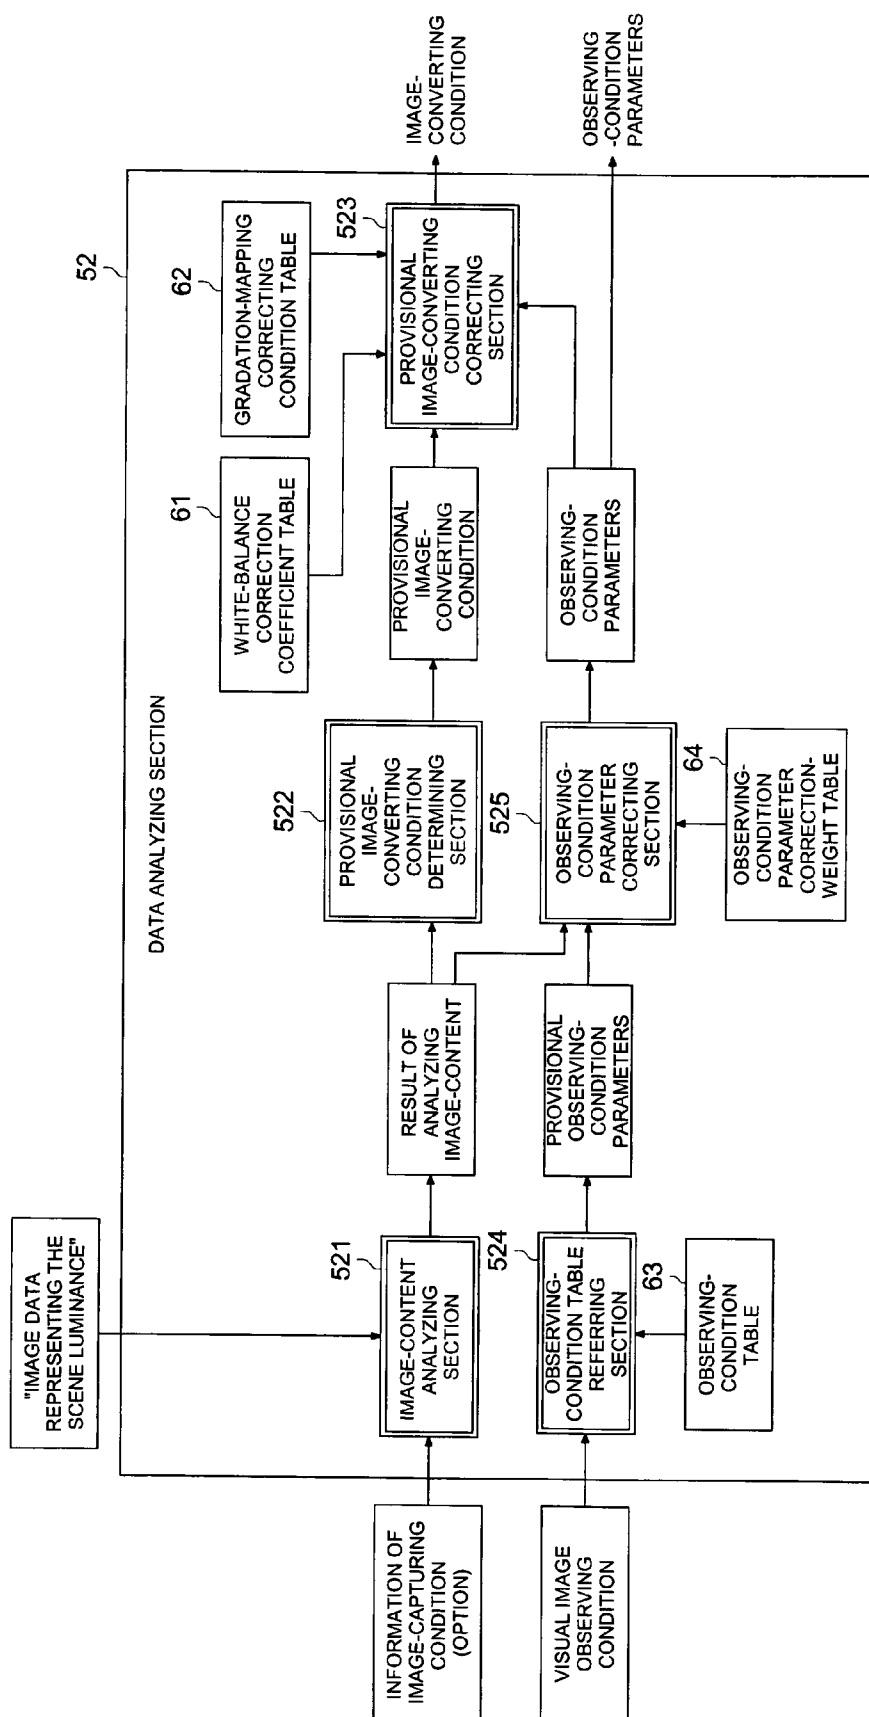 "IMAGE DATA
REPRESENTING THE
SCENE LUMINANCE"
52
DATA ANALYZING SECTION
INFORMATION OF
IMAGE-CAPTURING
CONDITION
(OPTION)
521
IMAGE-CONTENT
ANALYZING
SECTION
RESULT OF
ANALYZING
IMAGE-CONTENT
522
PROVISIONAL
IMAGE-
CONVERTING
CONDITION
DETERMINING
SECTION
PROVISIONAL
IMAGE-
CONVERTING
CONDITION
61
WHITE-BALANCE
CORRECTION
COEFFICIENT TABLE
62
GRADATION-MAPPING
CORRECTING
CONDITION TABLE
523
PROVISIONAL
IMAGE-CONVERTING
CONDITION
CORRECTING
SECTION
IMAGE-
CONVERTING
CONDITION
VISUAL IMAGE
OBSERVING
CONDITION
524
OBSERVING-
CONDITION TABLE
REFERRING
SECTION
63
OBSERVING-
CONDITION
TABLE
PROVISIONAL
OBSERVING-
CONDITION
PARAMETERS
525
OBSERVING-
CONDITION
PARAMETER
CORRECTING
SECTION
64
OBSERVING-
CONDITION
PARAMETER
CORRECTION-
WEIGHT TABLE
OBSERVING-
CONDITION
PARAMETERS
OBSERVING
-CONDITION
PARAMETERS